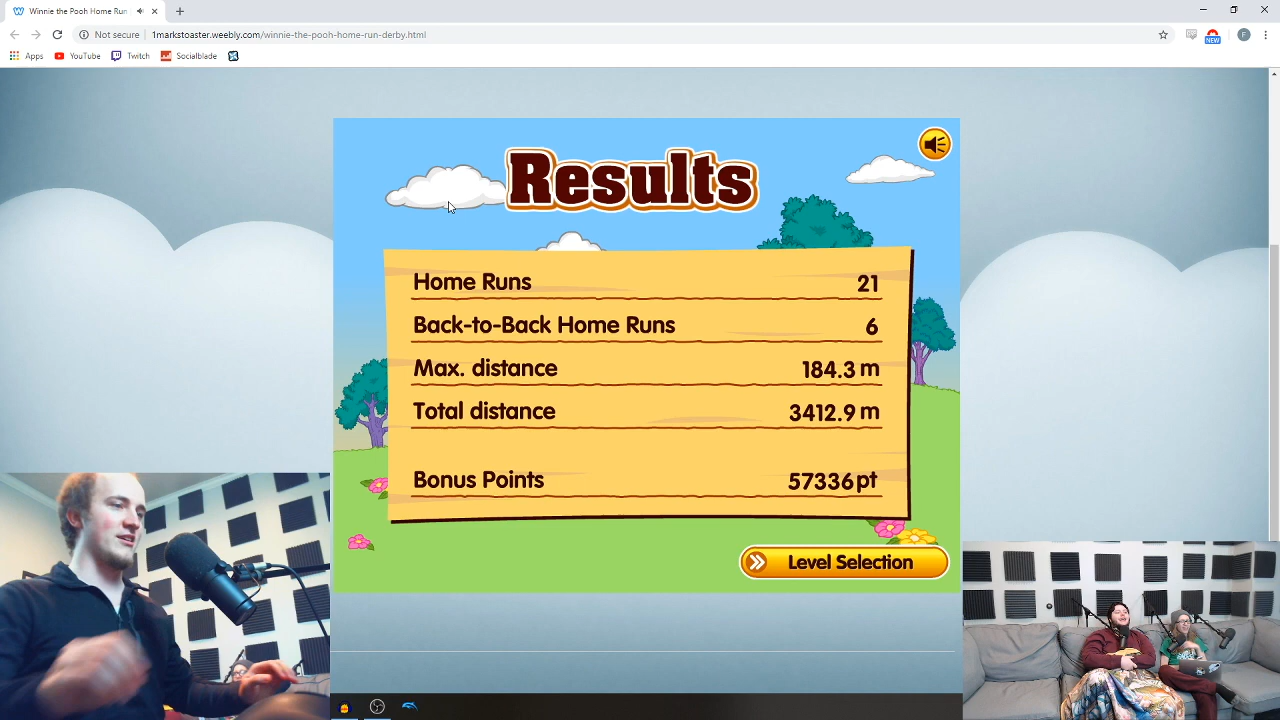 Winnie the Pooh Home Run
Not secure | 1markstoaster.weebly.com/winnie-the-pooh-home-run-derby.html
NEW
F
Apps YouTube Twitch Socialblade
Results
Home Runs 21
Back-to-Back Home Runs 6
Max. distance 184.3 m
Total distance 3412.9 m
Bonus Points 57336pt
Level Selection